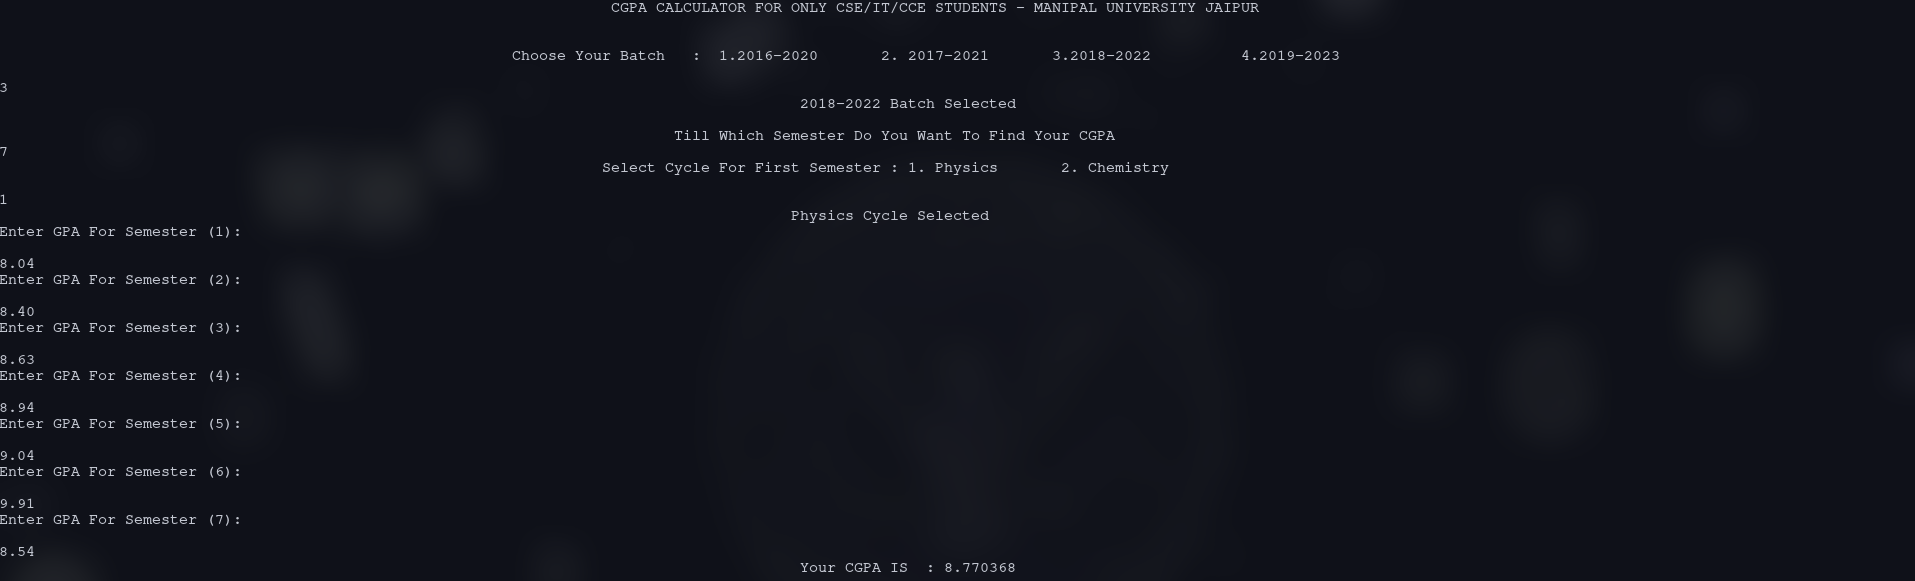 CGPA CALCULATOR FOR ONLY CSE/IT/CCE STUDENTS - MANIPAL UNIVERSITY JAIPUR
Choose Your Batch : 1.2016-2020 2. 2017-2021 3.2018-2022 4.2019-2023
3
2018-2022 Batch Selected
Till Which Semester Do You Want To Find Your CGPA
7
Select Cycle For First Semester : 1. Physics 2. Chemistry
1
Physics Cycle Selected
Enter GPA For Semester (1):
8.04
Enter GPA For Semester (2):
8.40
Enter GPA For Semester (3):
8.63
Enter GPA For Semester (4):
8.94
Enter GPA For Semester (5):
9.04
Enter GPA For Semester (6):
9.91
Enter GPA For Semester (7):
8.54
Your CGPA IS : 8.770368